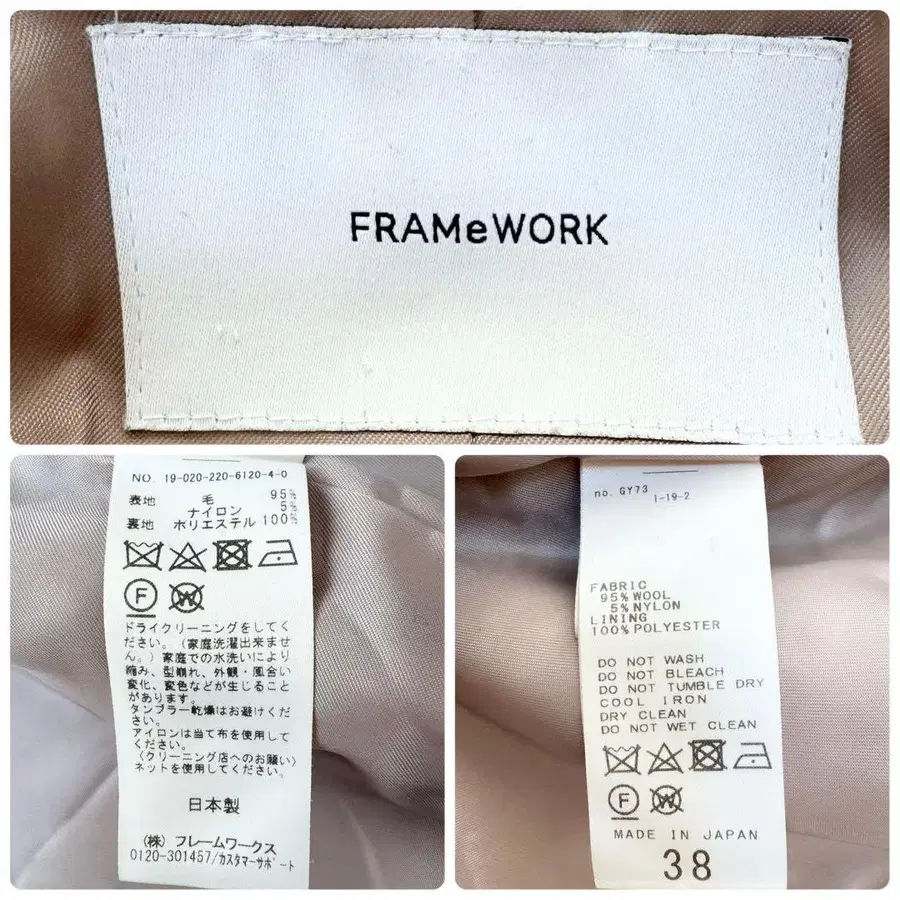 FRAMeWORK
NO. 19-020-220-6120-4-0
表地 毛 95%
ナイロン 5%
裏地 ポリエステル 100%
F W
ドライクリーニングをしてく
ださい。(家庭洗濯出来ませ
ん。)家庭での水洗いにより
縮み、型崩れ、外観・風合い
変化、変色などが生じること
があります。
タンブラー乾燥はお避けくだ
さい。
アイロンは当て布を使用して
ください。
〈クリーニング店へのお願い〉
ネットを使用してください。
日本製
(株) フレームワークス
0120-301457/カスタマーサポート
no. GY73
1-19-2
FABRIC
95%WOOL
5%NYLON
LINING
100%POLYESTER
DO NOT WASH
DO NOT BLEACH
DO NOT TUMBLE DRY
COOL IRON
DRY CLEAN
DO NOT WET CLEAN
F W
MADE IN JAPAN
38